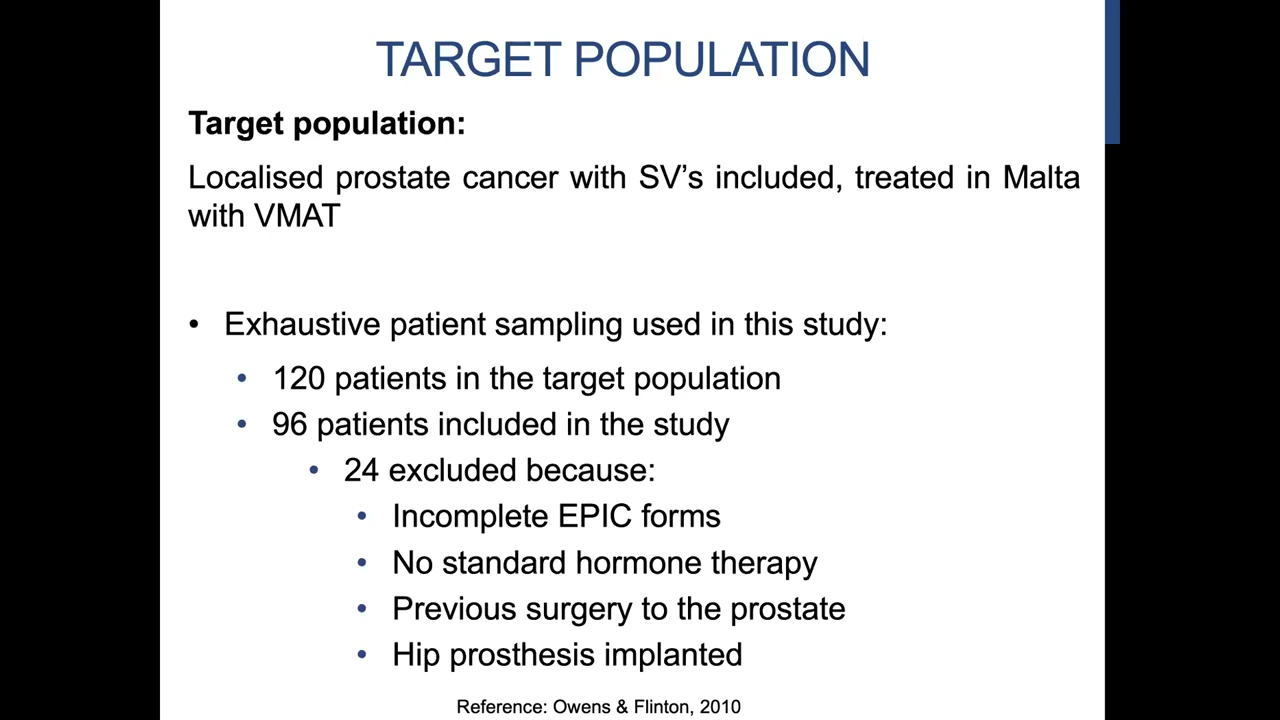 TARGET POPULATION
Target population:
Localised prostate cancer with SV’s included, treated in Malta
with VMAT
• Exhaustive patient sampling used in this study:
• 120 patients in the target population
• 96 patients included in the study
• 24 excluded because:
• Incomplete EPIC forms
• No standard hormone therapy
• Previous surgery to the prostate
• Hip prosthesis implanted
Reference: Owens & Flinton, 2010